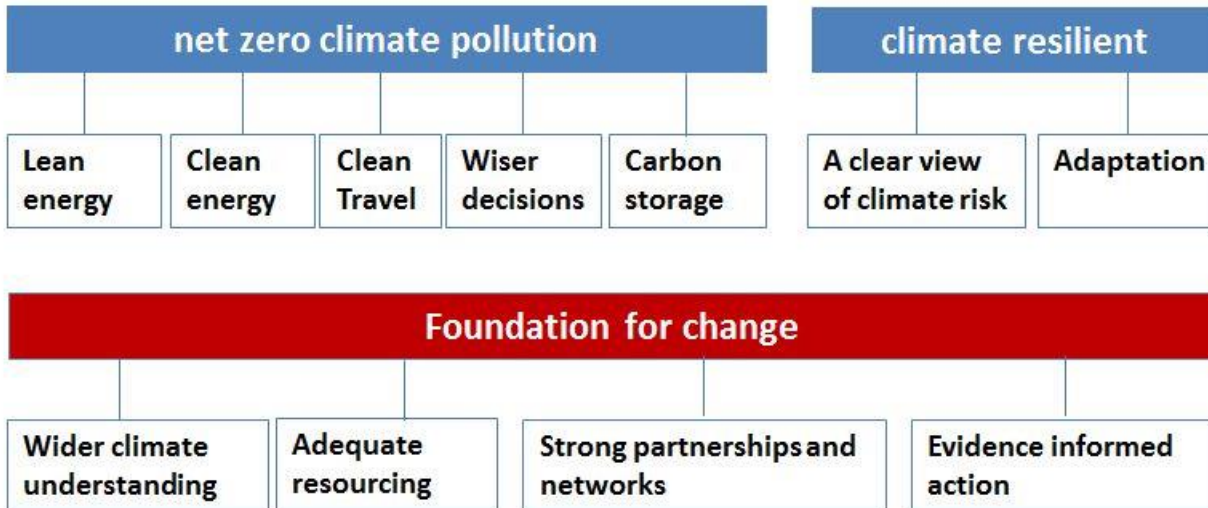 net zero climate pollution
climate resilient
Lean
energy
Clean
energy
Clean
Travel
Wiser
decisions
Carbon
storage
A clear view
of climate risk
Adaptation
Foundation for change
Wider climate
understanding
Adequate
resourcing
Strong partnerships and
networks
Evidence informed
action